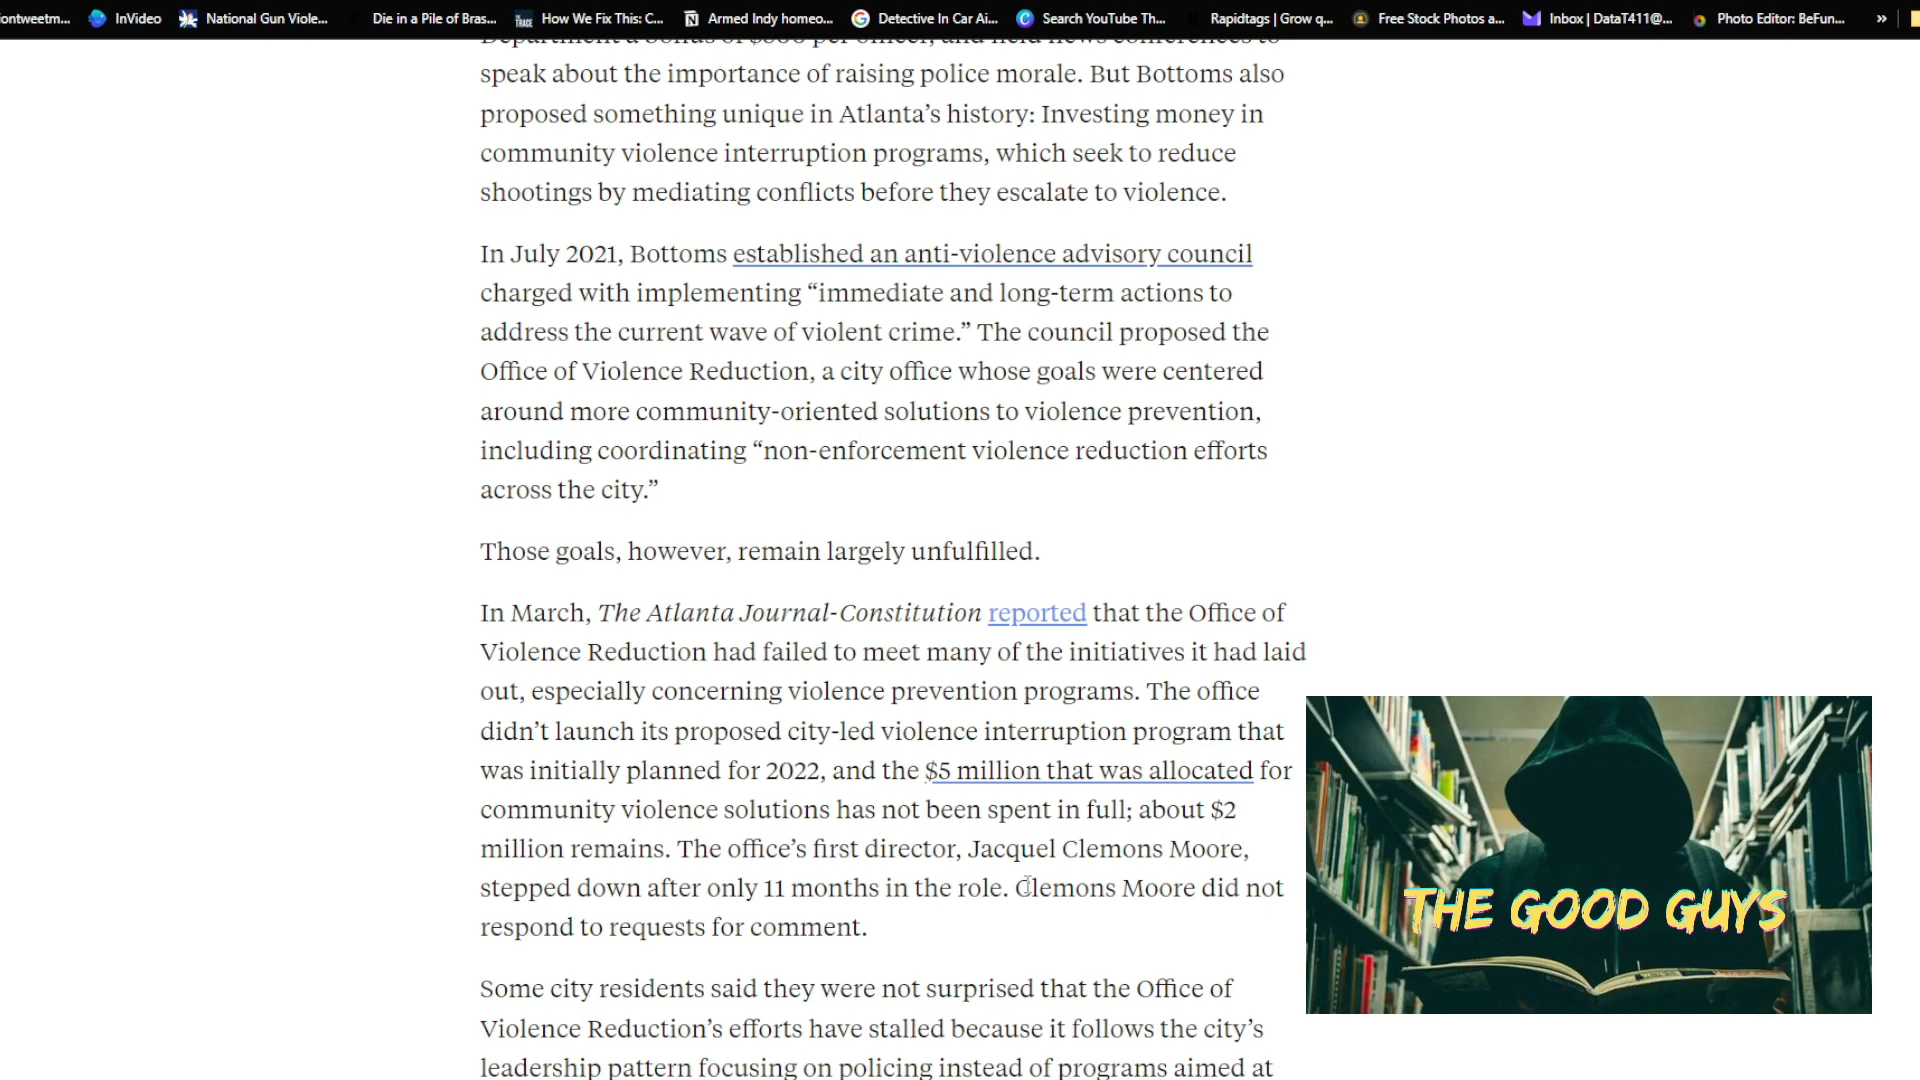 iontweetm...
InVideo
National Gun Viole...
Die in a Pile of Bras...
How We Fix This: C...
Armed Indy homeo...
Detective In Car Ai...
Search YouTube Th...
Rapidtags | Grow q...
Free Stock Photos a...
Inbox | DataT411@...
Photo Editor: BeFun...
»
Department a bonus of $500 per officer, and held news conferences to
speak about the importance of raising police morale. But Bottoms also
proposed something unique in Atlanta’s history: Investing money in
community violence interruption programs, which seek to reduce
shootings by mediating conflicts before they escalate to violence.
In July 2021, Bottoms established an anti-violence advisory council
charged with implementing “immediate and long-term actions to
address the current wave of violent crime.” The council proposed the
Office of Violence Reduction, a city office whose goals were centered
around more community-oriented solutions to violence prevention,
including coordinating “non-enforcement violence reduction efforts
across the city.”
Those goals, however, remain largely unfulfilled.
In March, The Atlanta Journal-Constitution reported that the Office of
Violence Reduction had failed to meet many of the initiatives it had laid
out, especially concerning violence prevention programs. The office
didn’t launch its proposed city-led violence interruption program that
was initially planned for 2022, and the $5 million that was allocated for
community violence solutions has not been spent in full; about $2
million remains. The office’s first director, Jacquel Clemons Moore,
stepped down after only 11 months in the role. Clemons Moore did not
respond to requests for comment.
Some city residents said they were not surprised that the Office of
Violence Reduction’s efforts have stalled because it follows the city’s
leadership pattern focusing on policing instead of programs aimed at
THE GOOD GUYS